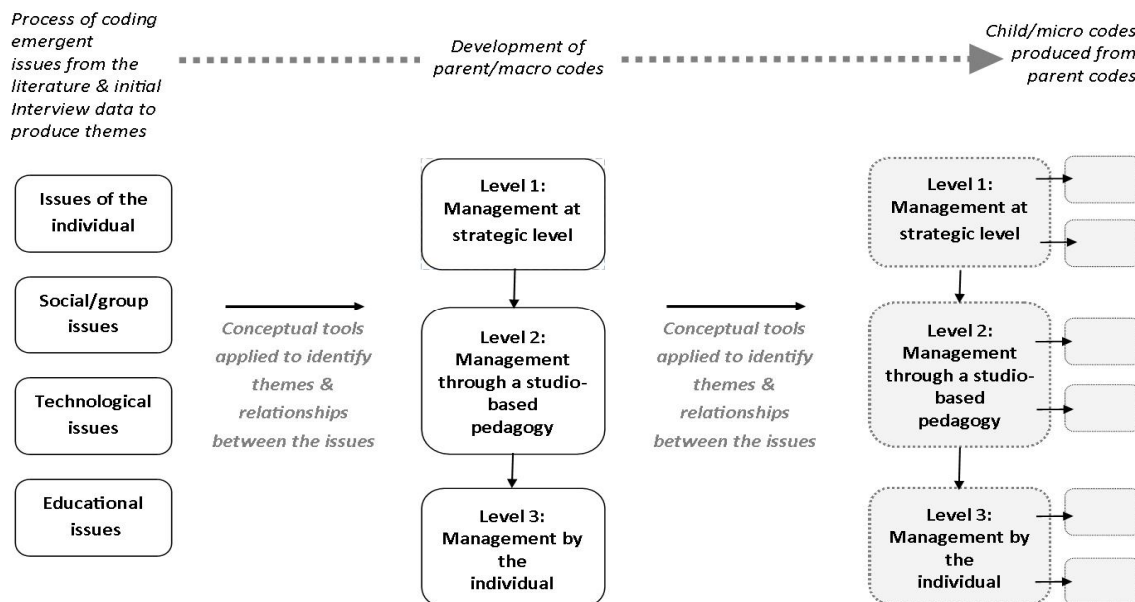 Process of coding
emergent
issues from the
literature & initial
Interview data to
produce themes
Development of
parent/macro codes
Child/micro codes
produced from
parent codes
Issues of the
individual
Social/group
issues
Technological
issues
Educational
issues
Conceptual tools
applied to identify
themes &
relationships
between the issues
Level 1:
Management at
strategic level
Level 2:
Management
through a studio-
based
pedagogy
Level 3:
Management by
the
individual
Conceptual tools
applied to identify
themes &
relationships
between the issues
Level 1:
Management at
strategic level
Level 2:
Management
through a studio-
based
pedagogy
Level 3:
Management by
the
individual